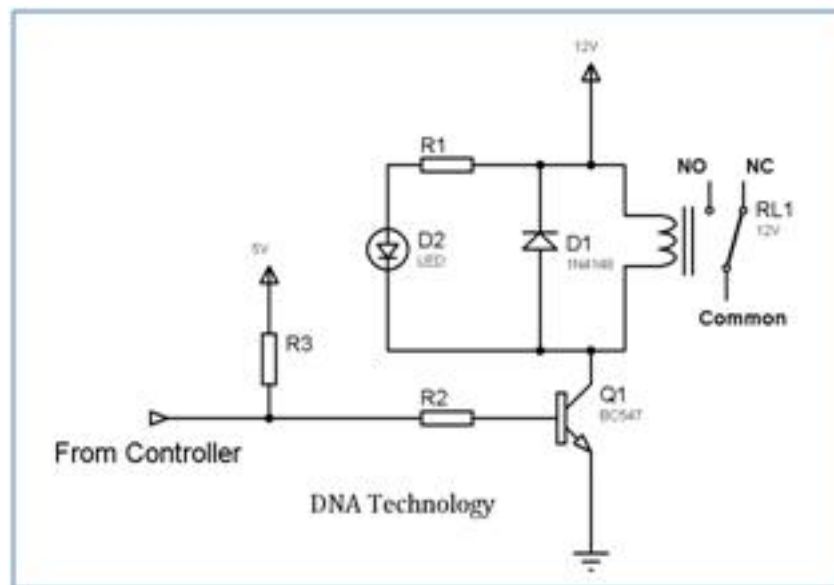 12V
R1
NO NC
RL1
12V
D2
LED
D1
1N4148
5V
Common
R3
R2
Q1
BC547
From Controller
DNA Technology